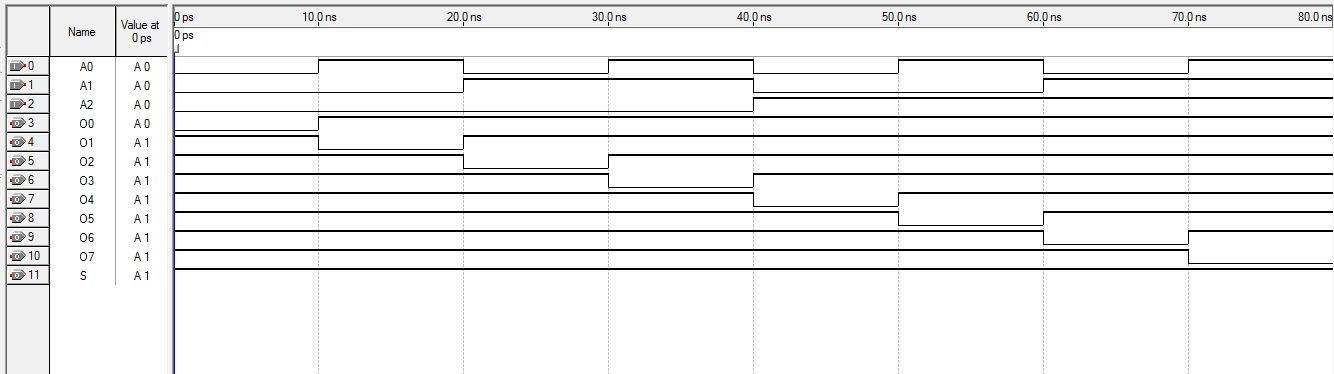 Name Value at 0 ps 0 ps 10.0 ns 20.0 ns 30.0 ns 40.0 ns 50.0 ns 60.0 ns 70.0 ns 80.0 ns
0 ps
0 A0 A 0
1 A1 A 0
2 A2 A 0
3 O0 A 0
4 O1 A 1
5 O2 A 1
6 O3 A 1
7 O4 A 1
8 O5 A 1
9 O6 A 1
10 O7 A 1
11 S A 1